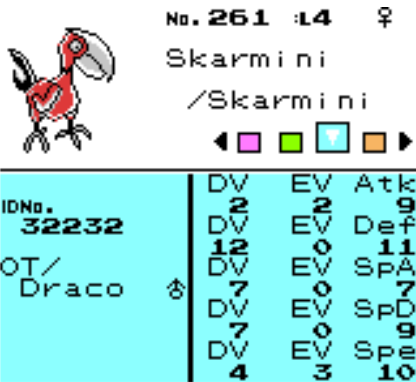 No. 261 :L4 ♀
Skarmini
/Skarmini
IDNo.
32232
OT/
Draco ♂
DV EV Atk
2 2 9
DV EV Def
12 0 11
DV EV SpA
7 0 7
DV EV SpD
7 0 9
DV EV Spe
4 3 10